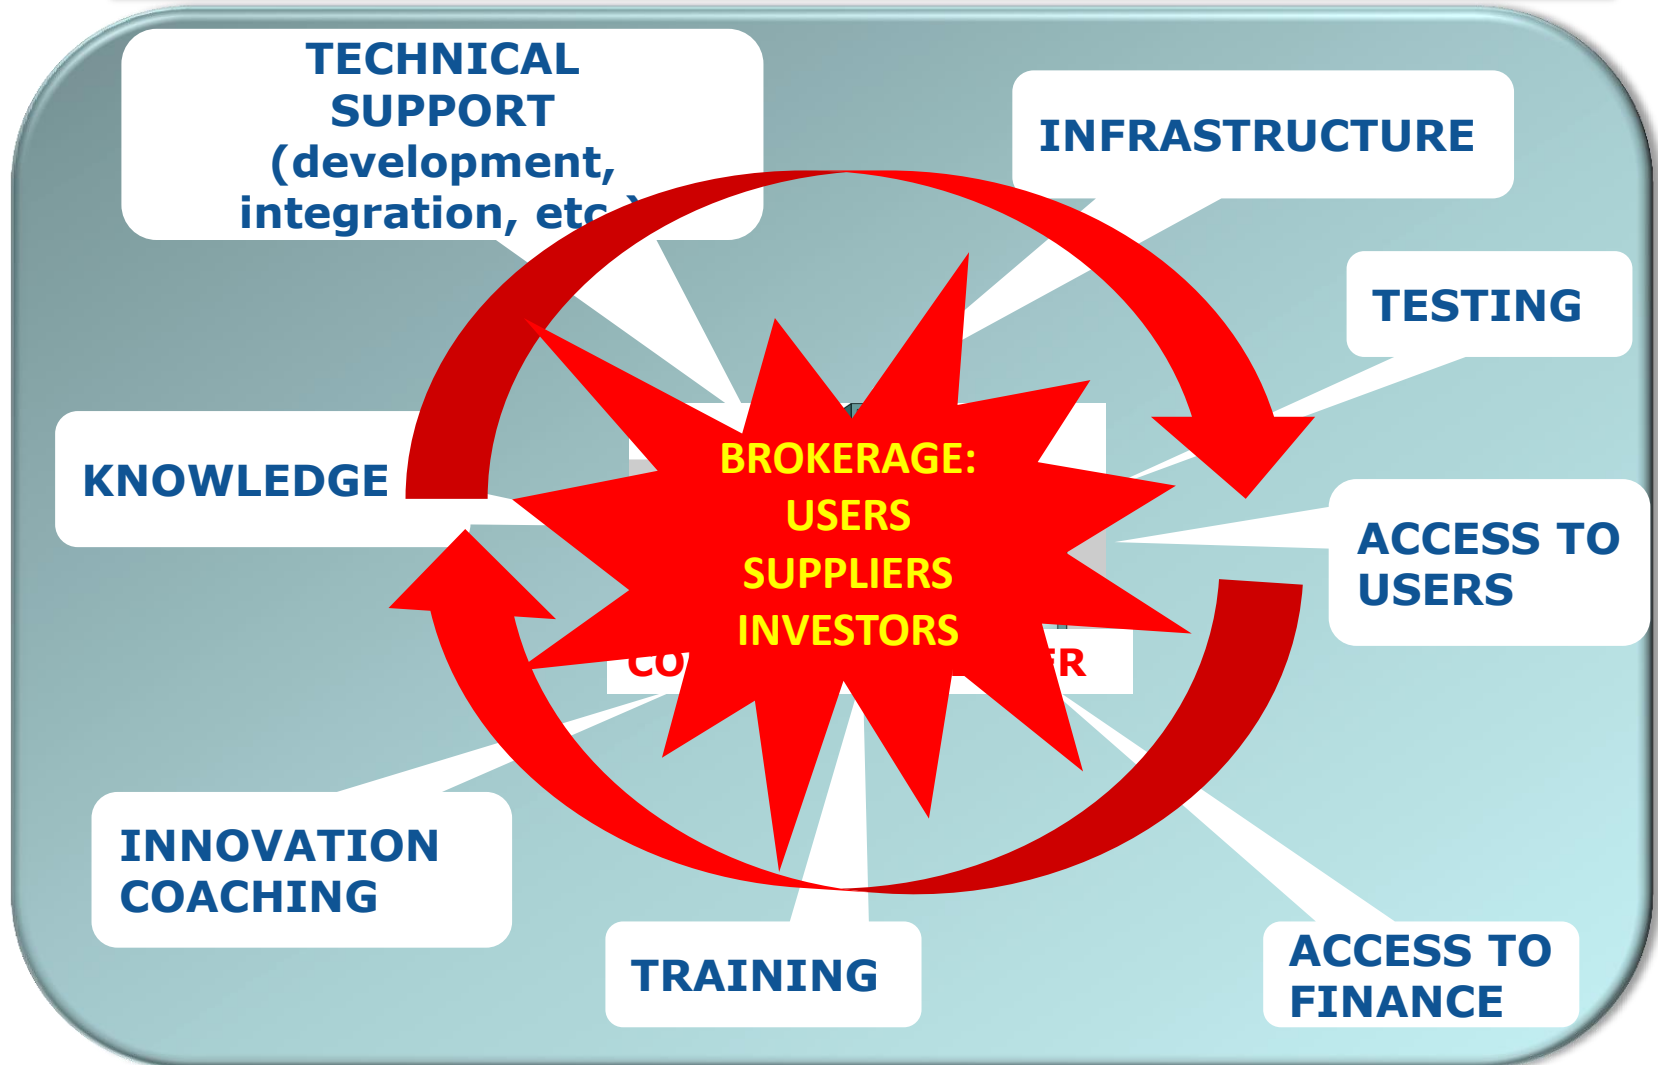 TECHNICAL
SUPPORT
(development,
integration, etc
INFRASTRUCTURE
TESTING
KNOWLEDGE
BROKERAGE:
USERS
SUPPLIERS
INVESTORS
ACCESS TO
USERS
INNOVATION
COACHING
TRAINING
ACCESS TO
FINANCE